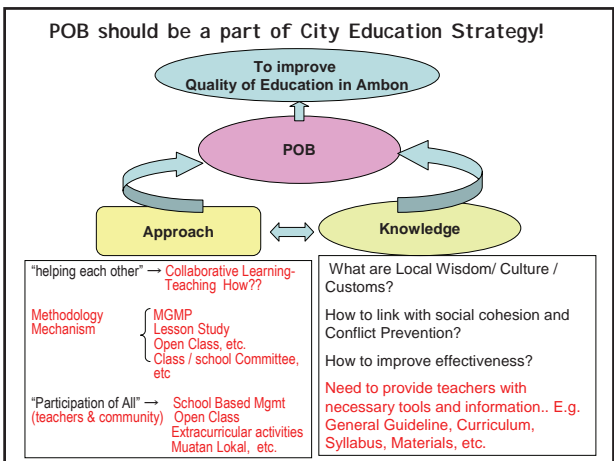 POB should be a part of City Education Strategy!
To improve
Quality of Education in Ambon
POB
Approach
Knowledge
"helping each other" → Collaborative Learning-
Teaching How??
Methodology
Mechanism
MGMP
Lesson Study
Open Class, etc.
Class / school Committee,
etc
"Participation of All" → School Based Mgmt
(teachers & community) Open Class
Extracurricular activities
Muatan Lokal, etc.
What are Local Wisdom/ Culture /
Customs?
How to link with social cohesion and
Conflict Prevention?
How to improve effectiveness?
Need to provide teachers with
necessary tools and information.. E.g.
General Guideline, Curriculum,
Syllabus, Materials, etc.